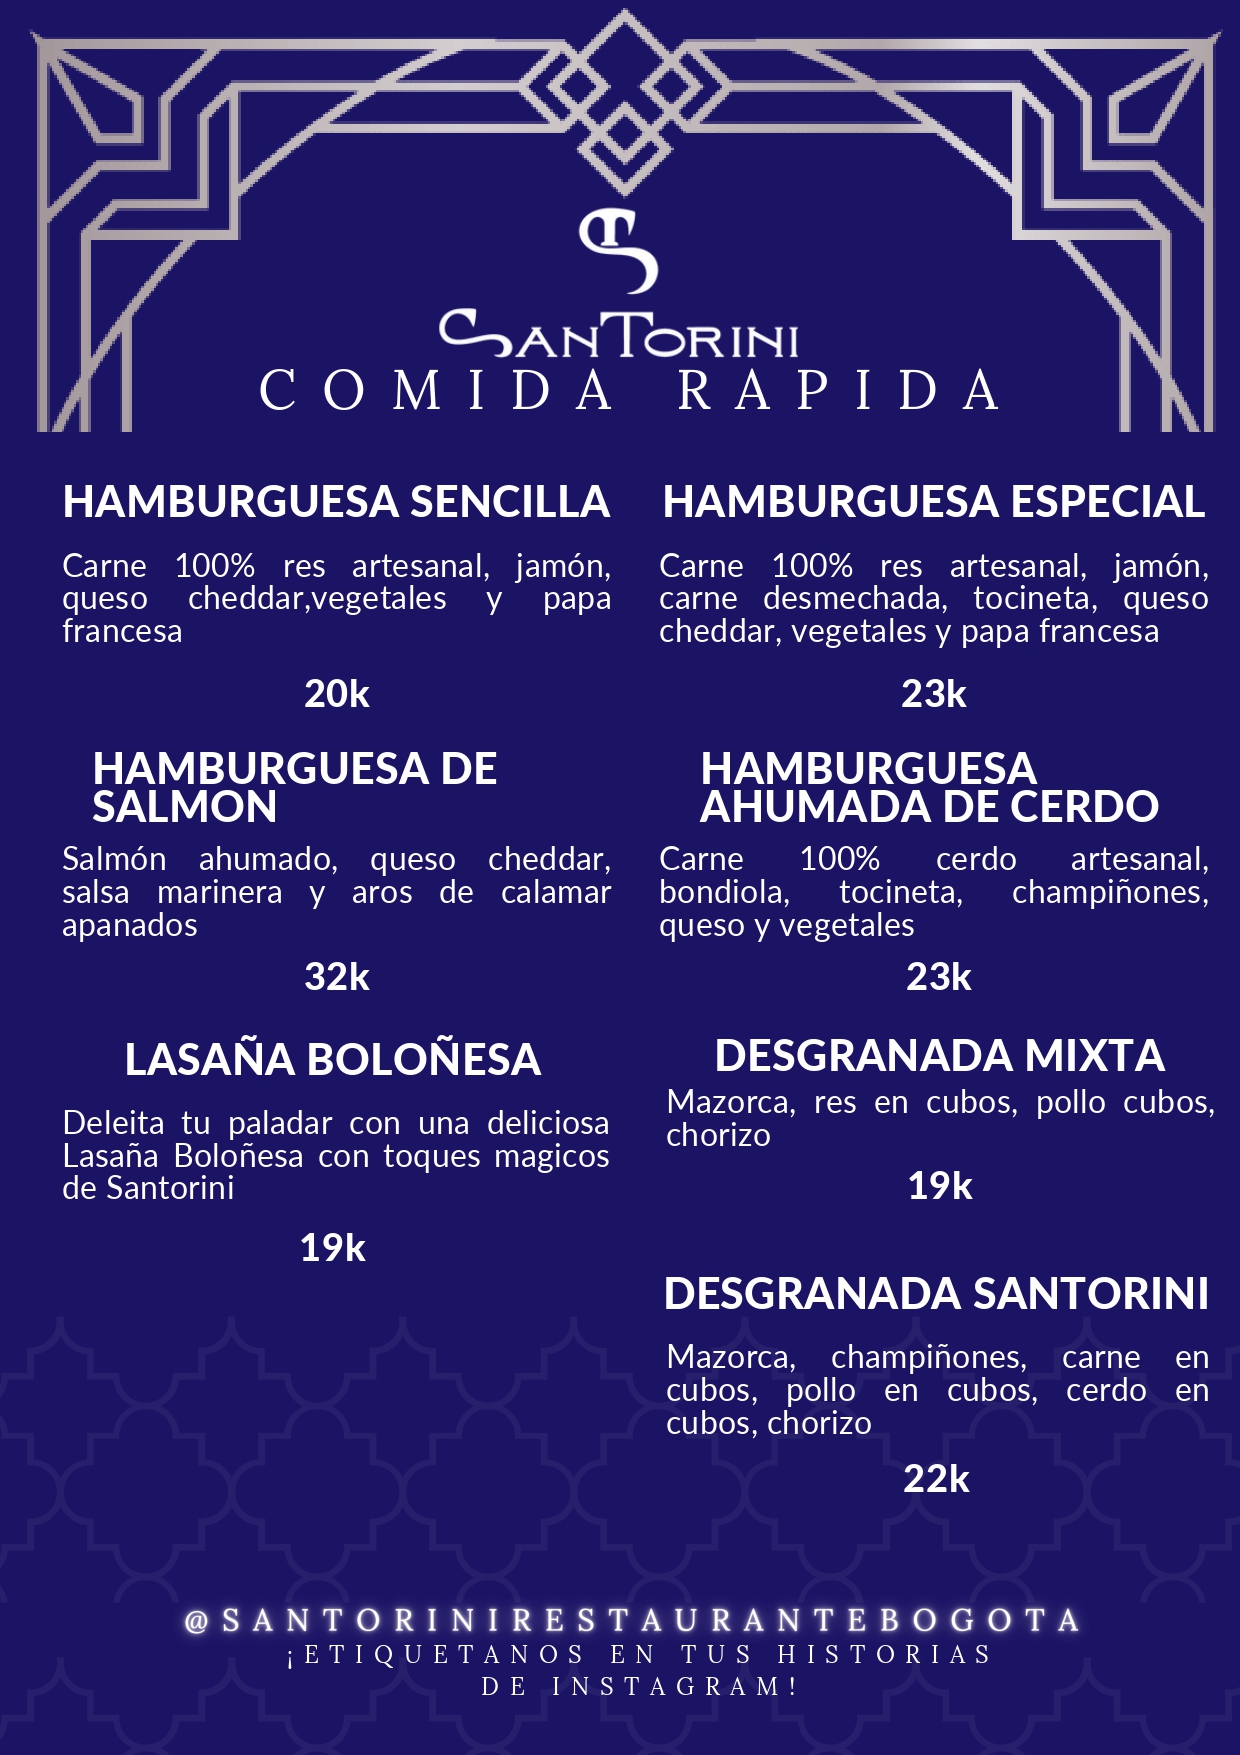 SANTORINI
COMIDA RAPIDA
HAMBURGUESA SENCILLA
Carne 100% res artesanal, jamón,
queso cheddar,vegetales y papa
francesa
20k
HAMBURGUESA ESPECIAL
Carne 100% res artesanal, jamón,
carne desmechada, tocineta, queso
cheddar, vegetales y papa francesa
23k
HAMBURGUESA DE
SALMON
Salmón ahumado, queso cheddar,
salsa marinera y aros de calamar
apanados
32k
HAMBURGUESA
AHUMADA DE CERDO
Carne 100% cerdo artesanal,
bondiola, tocineta, champiñones,
queso y vegetales
23k
LASAÑA BOLOÑESA
Deleita tu paladar con una deliciosa
Lasaña Boloñesa con toques magicos
de Santorini
19k
DESGRANADA MIXTA
Mazorca, res en cubos, pollo cubos,
chorizo
19k
DESGRANADA SANTORINI
Mazorca, champiñones, carne en
cubos, pollo en cubos, cerdo en
cubos, chorizo
22k
@SANTORINIRESTAURANTEBOGOTA
¡ETIQUETANOS EN TUS HISTORIAS
DE INSTAGRAM!